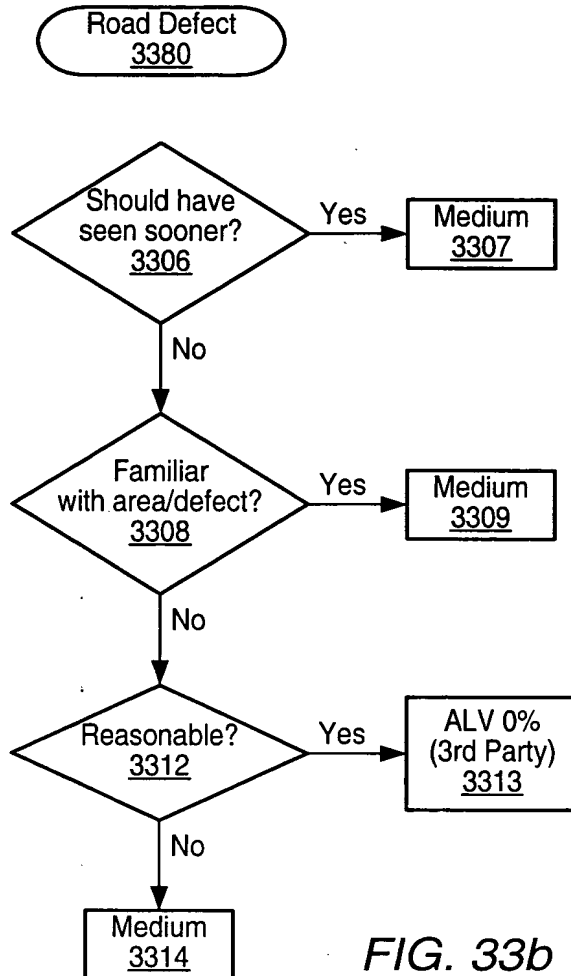 Road Defect
3380
Should have
seen sooner?
3306
Yes
Medium
3307
No
Familiar
with area/defect?
3308
Yes
Medium
3309
No
Reasonable?
3312
Yes
ALV 0%
(3rd Party)
3313
No
Medium
3314
FIG. 33b